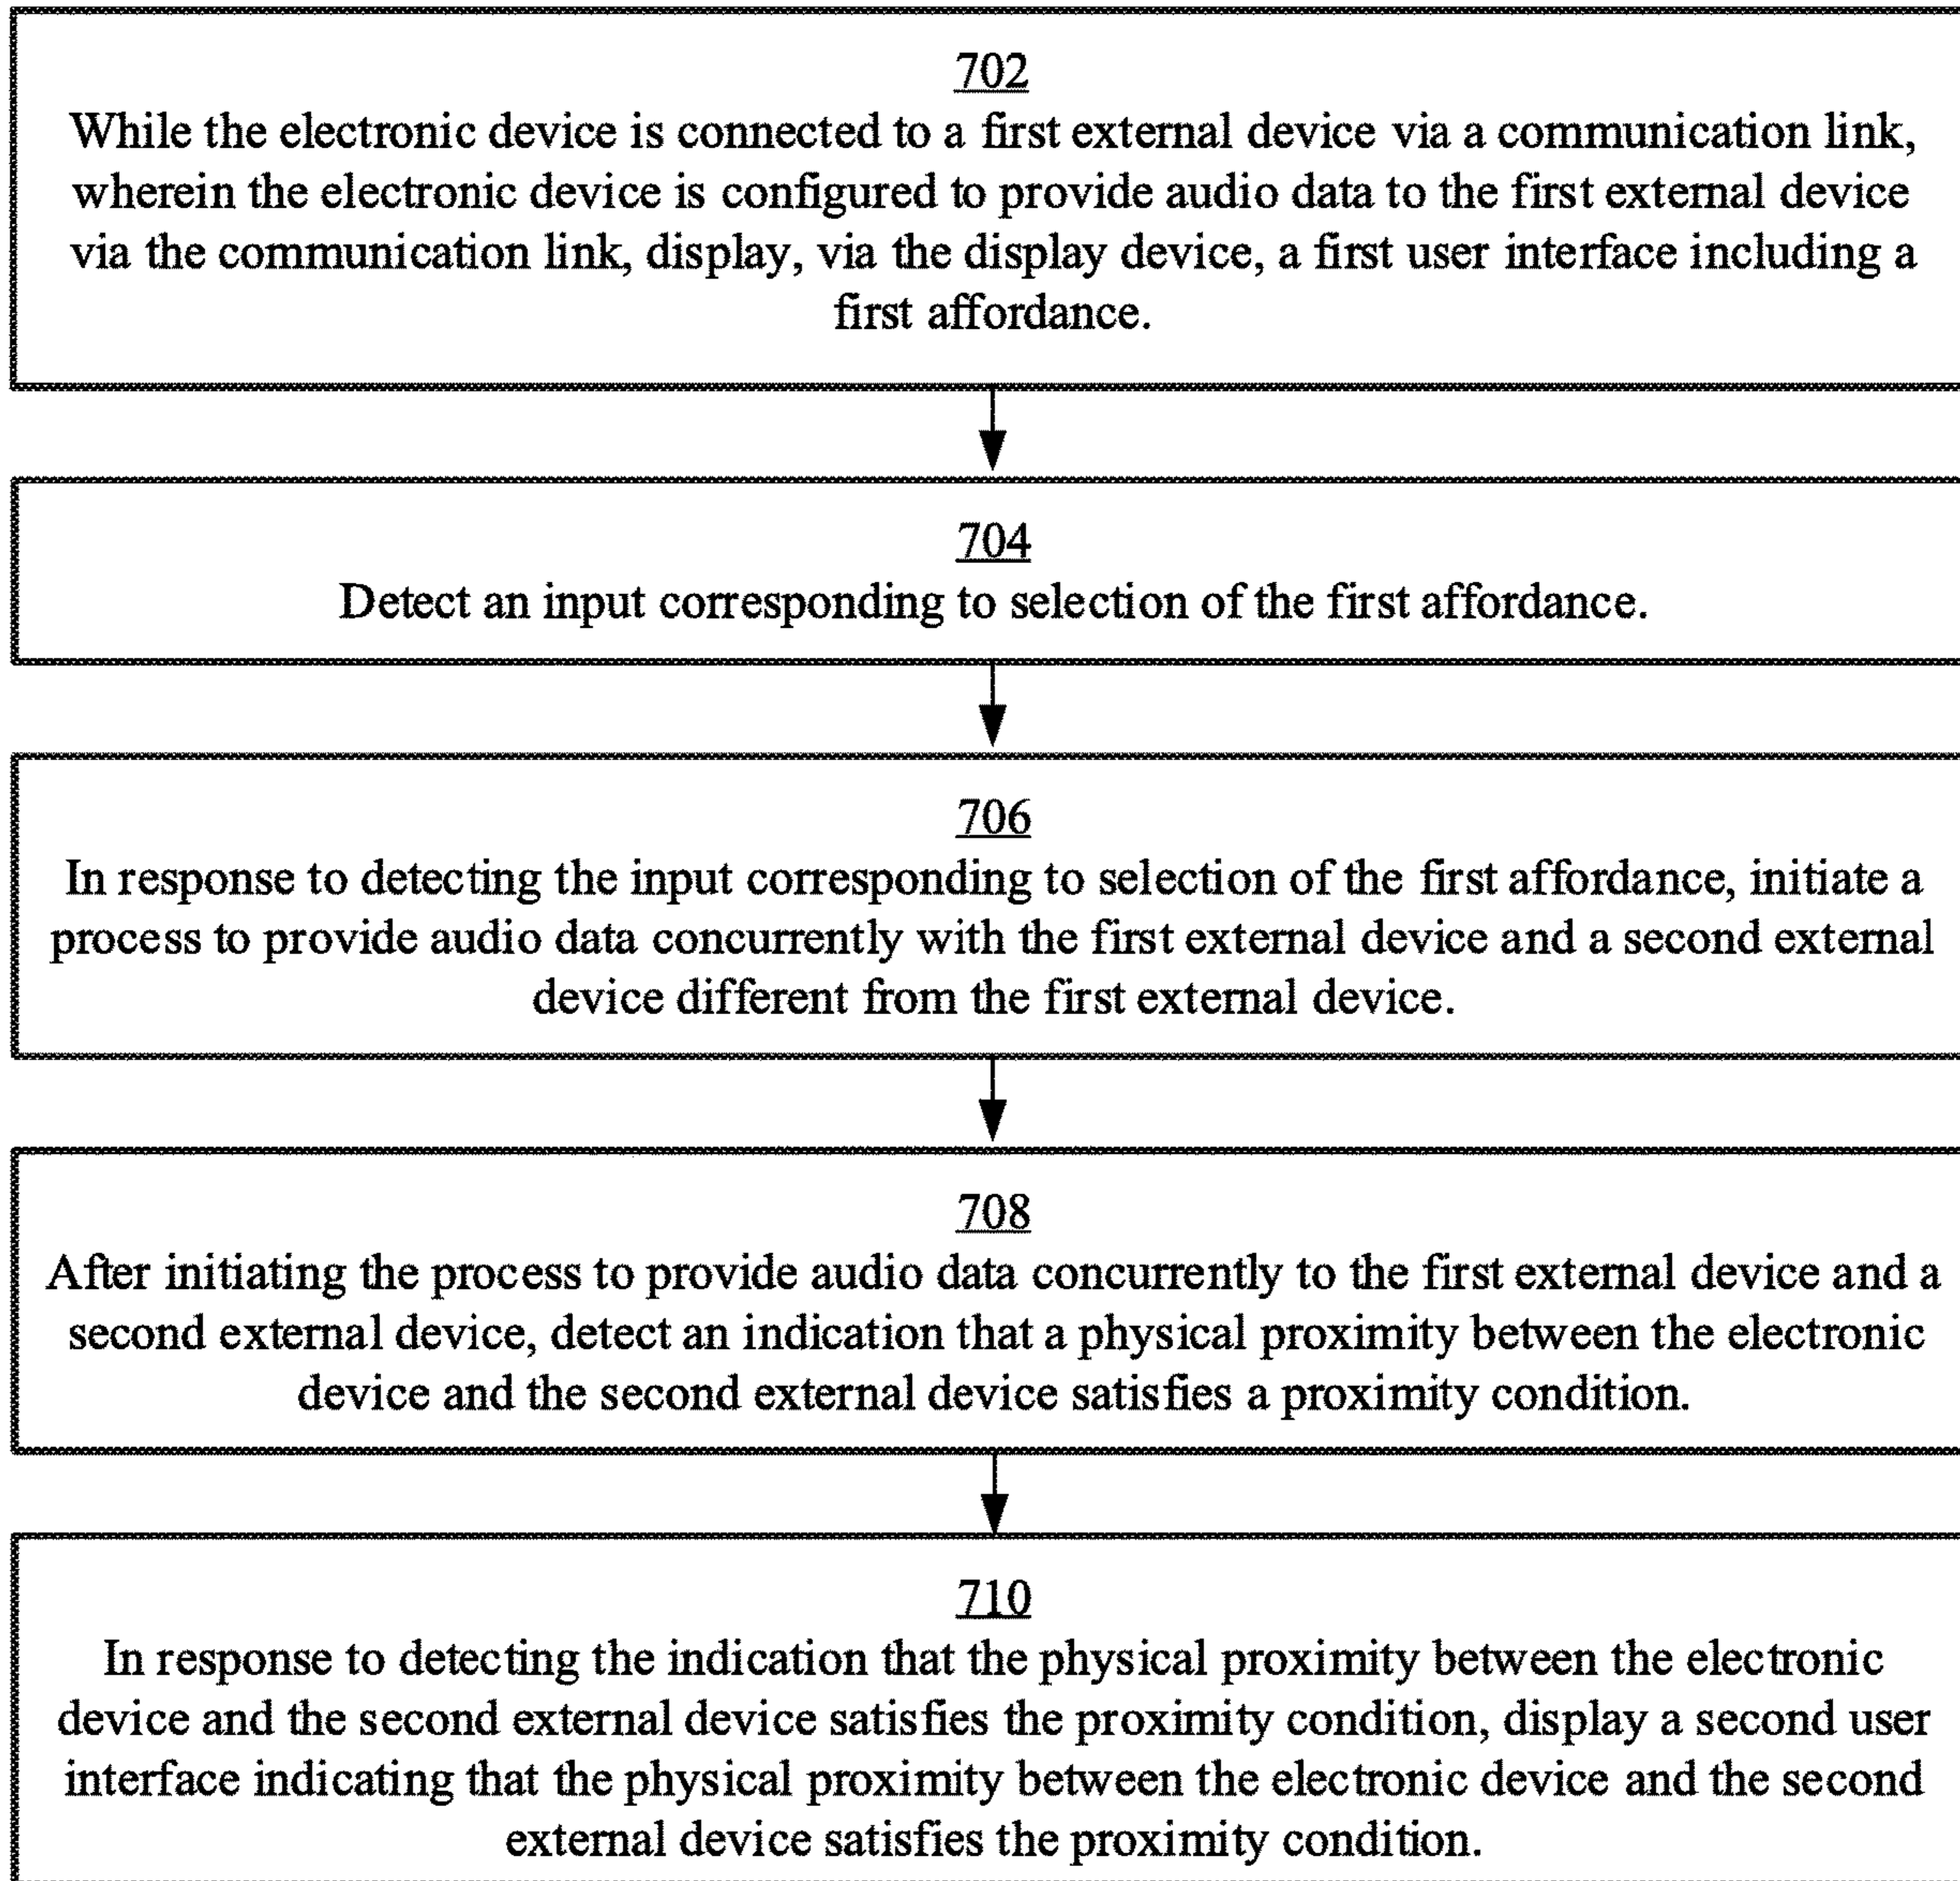 702
While the electronic device is connected to a first external device via a communication link,
wherein the electronic device is configured to provide audio data to the first external device
via the communication link, display, via the display device, a first user interface including a
first affordance.
704
Detect an input corresponding to selection of the first affordance.
706
In response to detecting the input corresponding to selection of the first affordance, initiate a
process to provide audio data concurrently with the first external device and a second external
device different from the first external device.
708
After initiating the process to provide audio data concurrently to the first external device and a
second external device, detect an indication that a physical proximity between the electronic
device and the second external device satisfies a proximity condition.
710
In response to detecting the indication that the physical proximity between the electronic
device and the second external device satisfies the proximity condition, display a second user
interface indicating that the physical proximity between the electronic device and the second
external device satisfies the proximity condition.